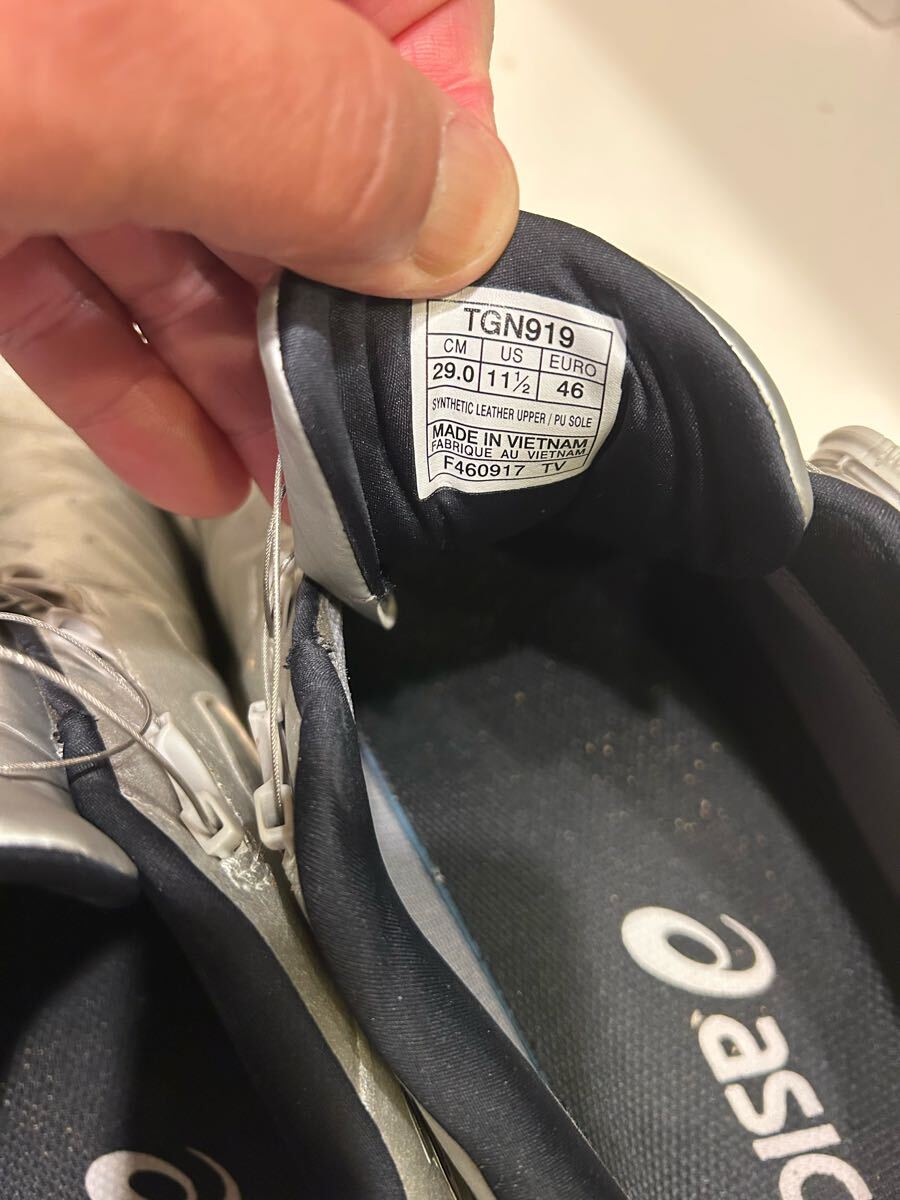 TGN919
CM US EURO
29.0 11½ 46
SYNTHETIC LEATHER UPPER / PU SOLE
MADE IN VIETNAM
FABRIQUE AU VIETNAM
F460917 TV
asic